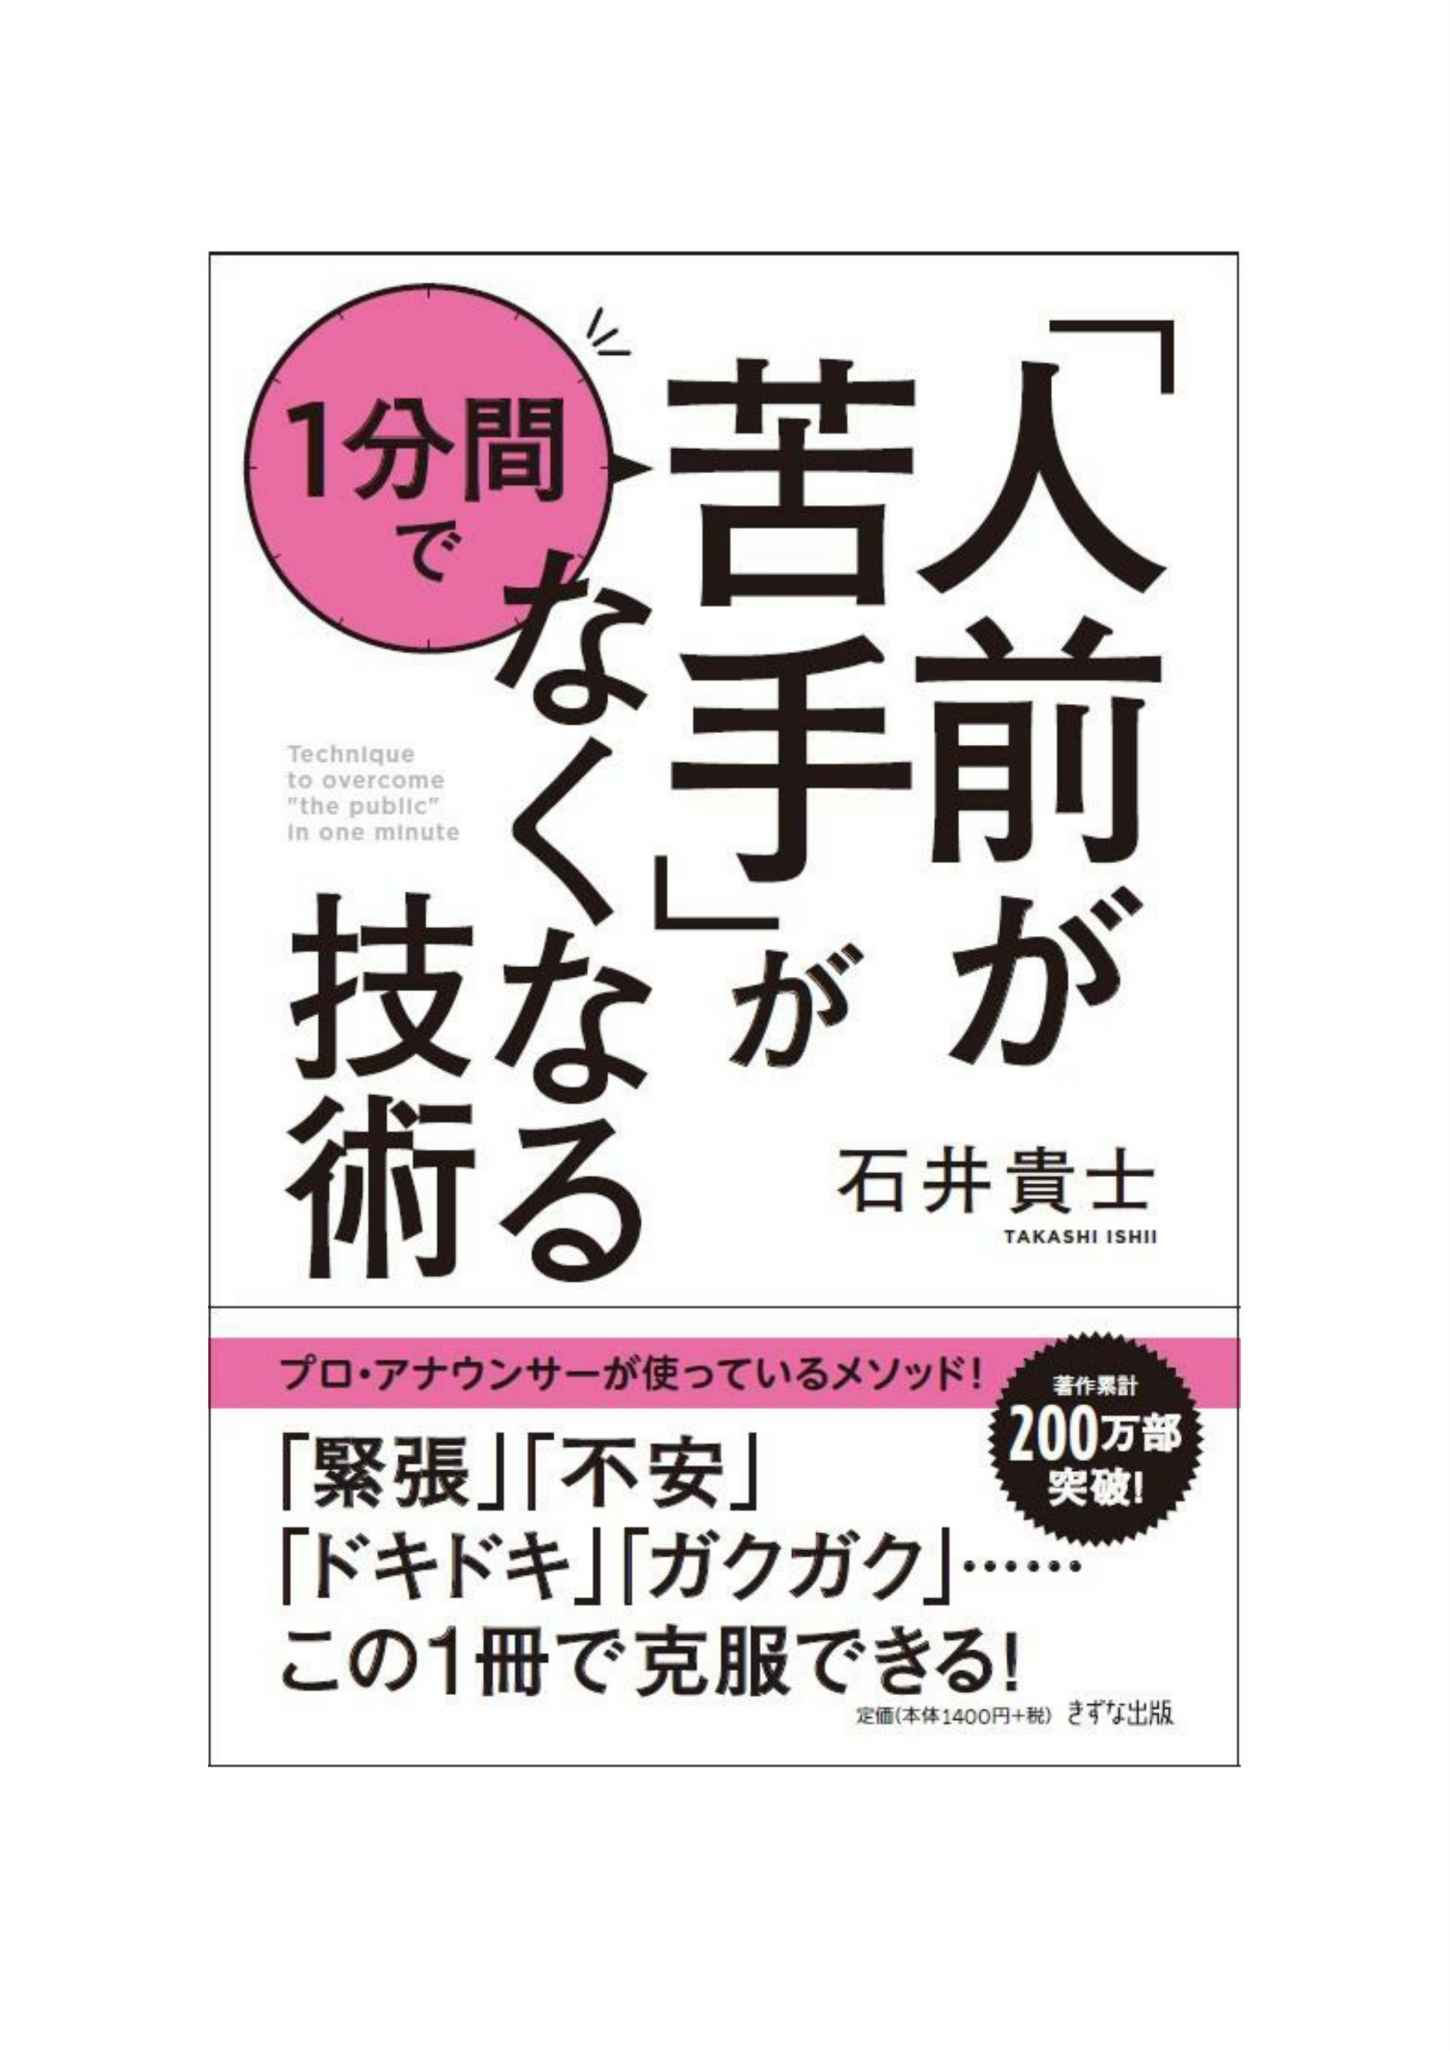 「人前が
苦手」が
1分間
で
なくなる
技術
Technique
to overcome
"the public"
in one minute
石井貴士
TAKASHI ISHII
プロ・アナウンサーが使っているメソッド!
著作累計
200万部
突破!
「緊張」「不安」
「ドキドキ」「ガクガク」……
この1冊で克服できる!
定価(本体1400円+税) きずな出版